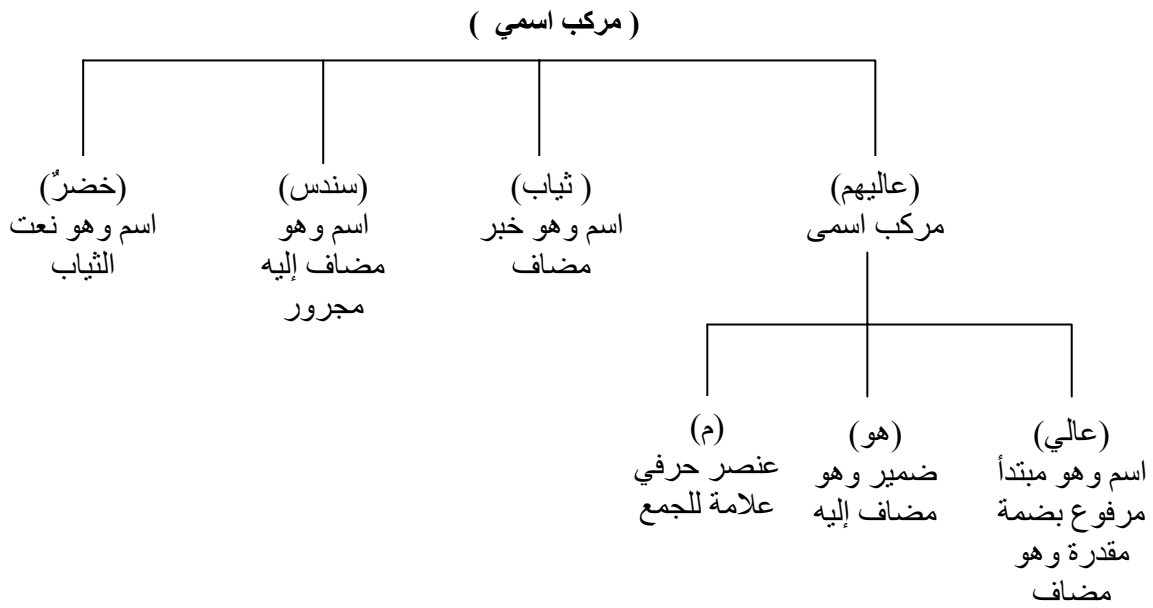 ( مركب اسمي )
(عاليهم)
مركب اسمى
( ثياب)
اسم وهو خبر
مضاف
(سندس)
اسم وهو
مضاف إليه
مجرور
(خضرٌ)
اسم وهو نعت
الثياب
(عالي)
اسم وهو مبتدأ
مرفوع بضمة
مقدرة وهو
مضاف
(هو)
ضمير وهو
مضاف إليه
(م)
عنصر حرفي
علامة للجمع